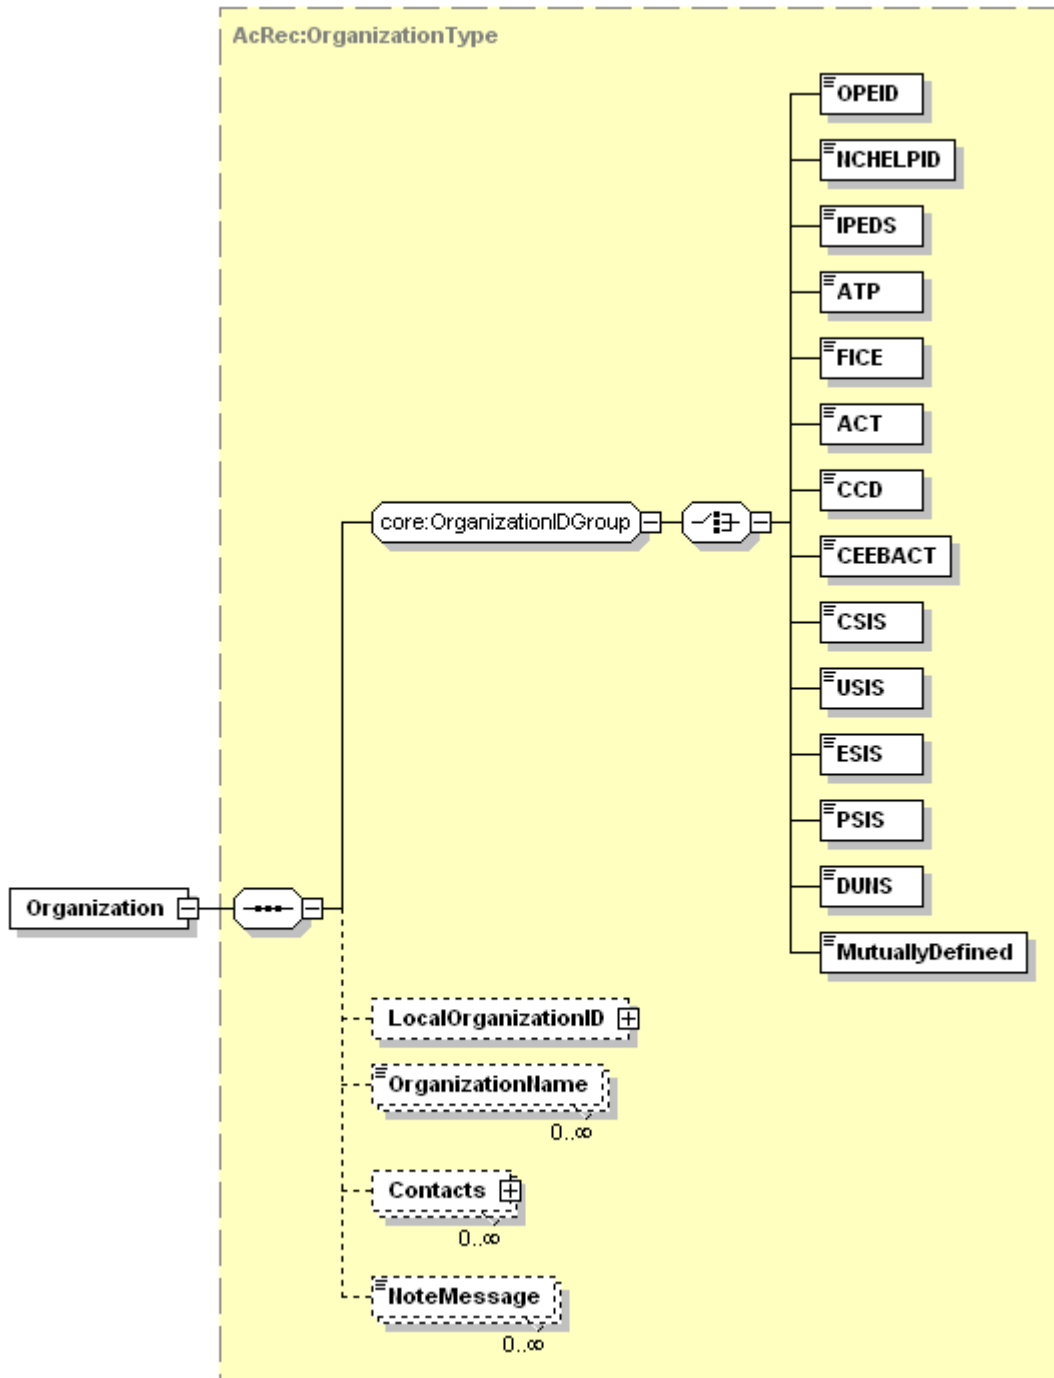 AcRec:OrganizationType
OPEID
NCHELPID
IPEDS
ATP
FICE
ACT
CCD
core:OrganizationIDGroup
CEEBACT
CSIS
USIS
ESIS
PSIS
DUNS
Organization
MutuallyDefined
LocalOrganizationID
OrganizationName
0..∞
Contacts
0..∞
NoteMessage
0..∞